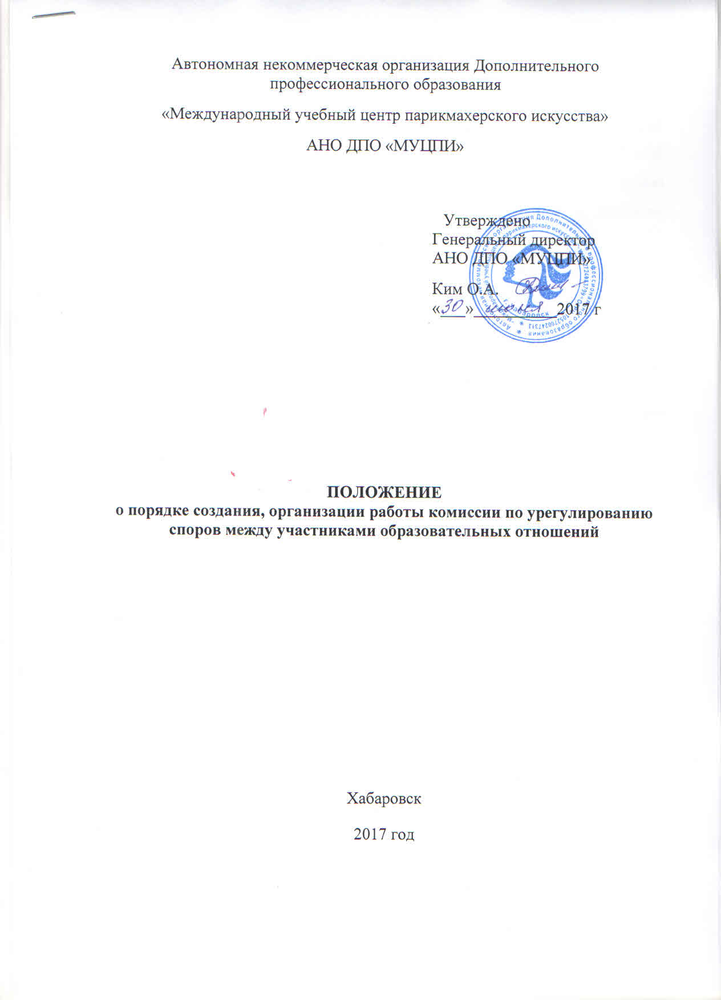 Автономная некоммерческая организация Дополнительного
профессионального образования
«Международный учебный центр парикмахерского искусства»
АНО ДПО «МУЦПИ»
Утверждено
Генеральный директор
АНО ДПО «МУЦПИ»
Ким О.А.
«30» июня 2017 г
г. Хабаровск
ПОЛОЖЕНИЕ
о порядке создания, организации работы комиссии по урегулированию
споров между участниками образовательных отношений
Хабаровск
2017 год